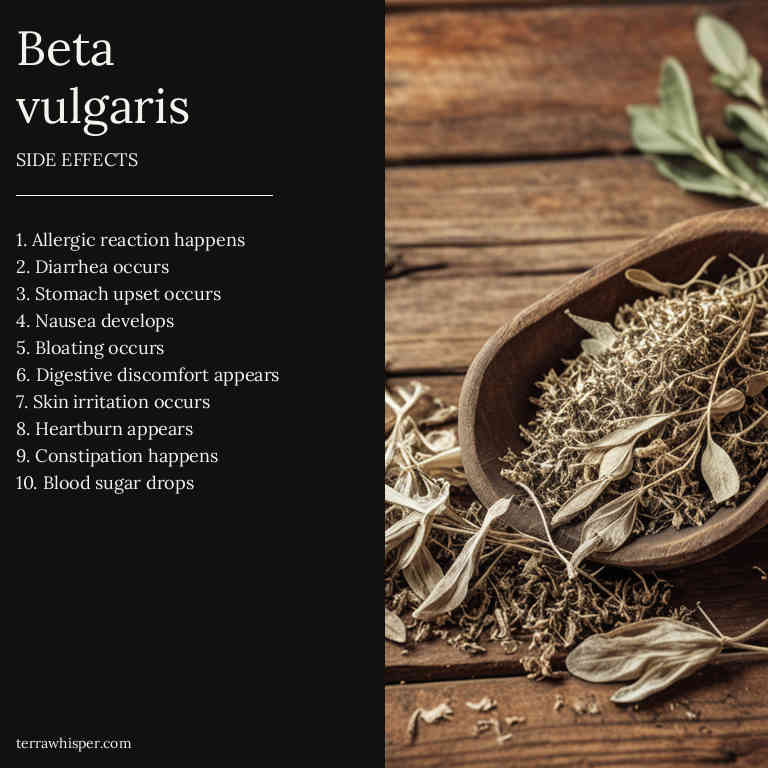 Beta
vulgaris
SIDE EFFECTS
1. Allergic reaction happens
2. Diarrhea occurs
3. Stomach upset occurs
4. Nausea develops
5. Bloating occurs
6. Digestive discomfort appears
7. Skin irritation occurs
8. Heartburn appears
9. Constipation happens
10. Blood sugar drops
terrawhisper.com